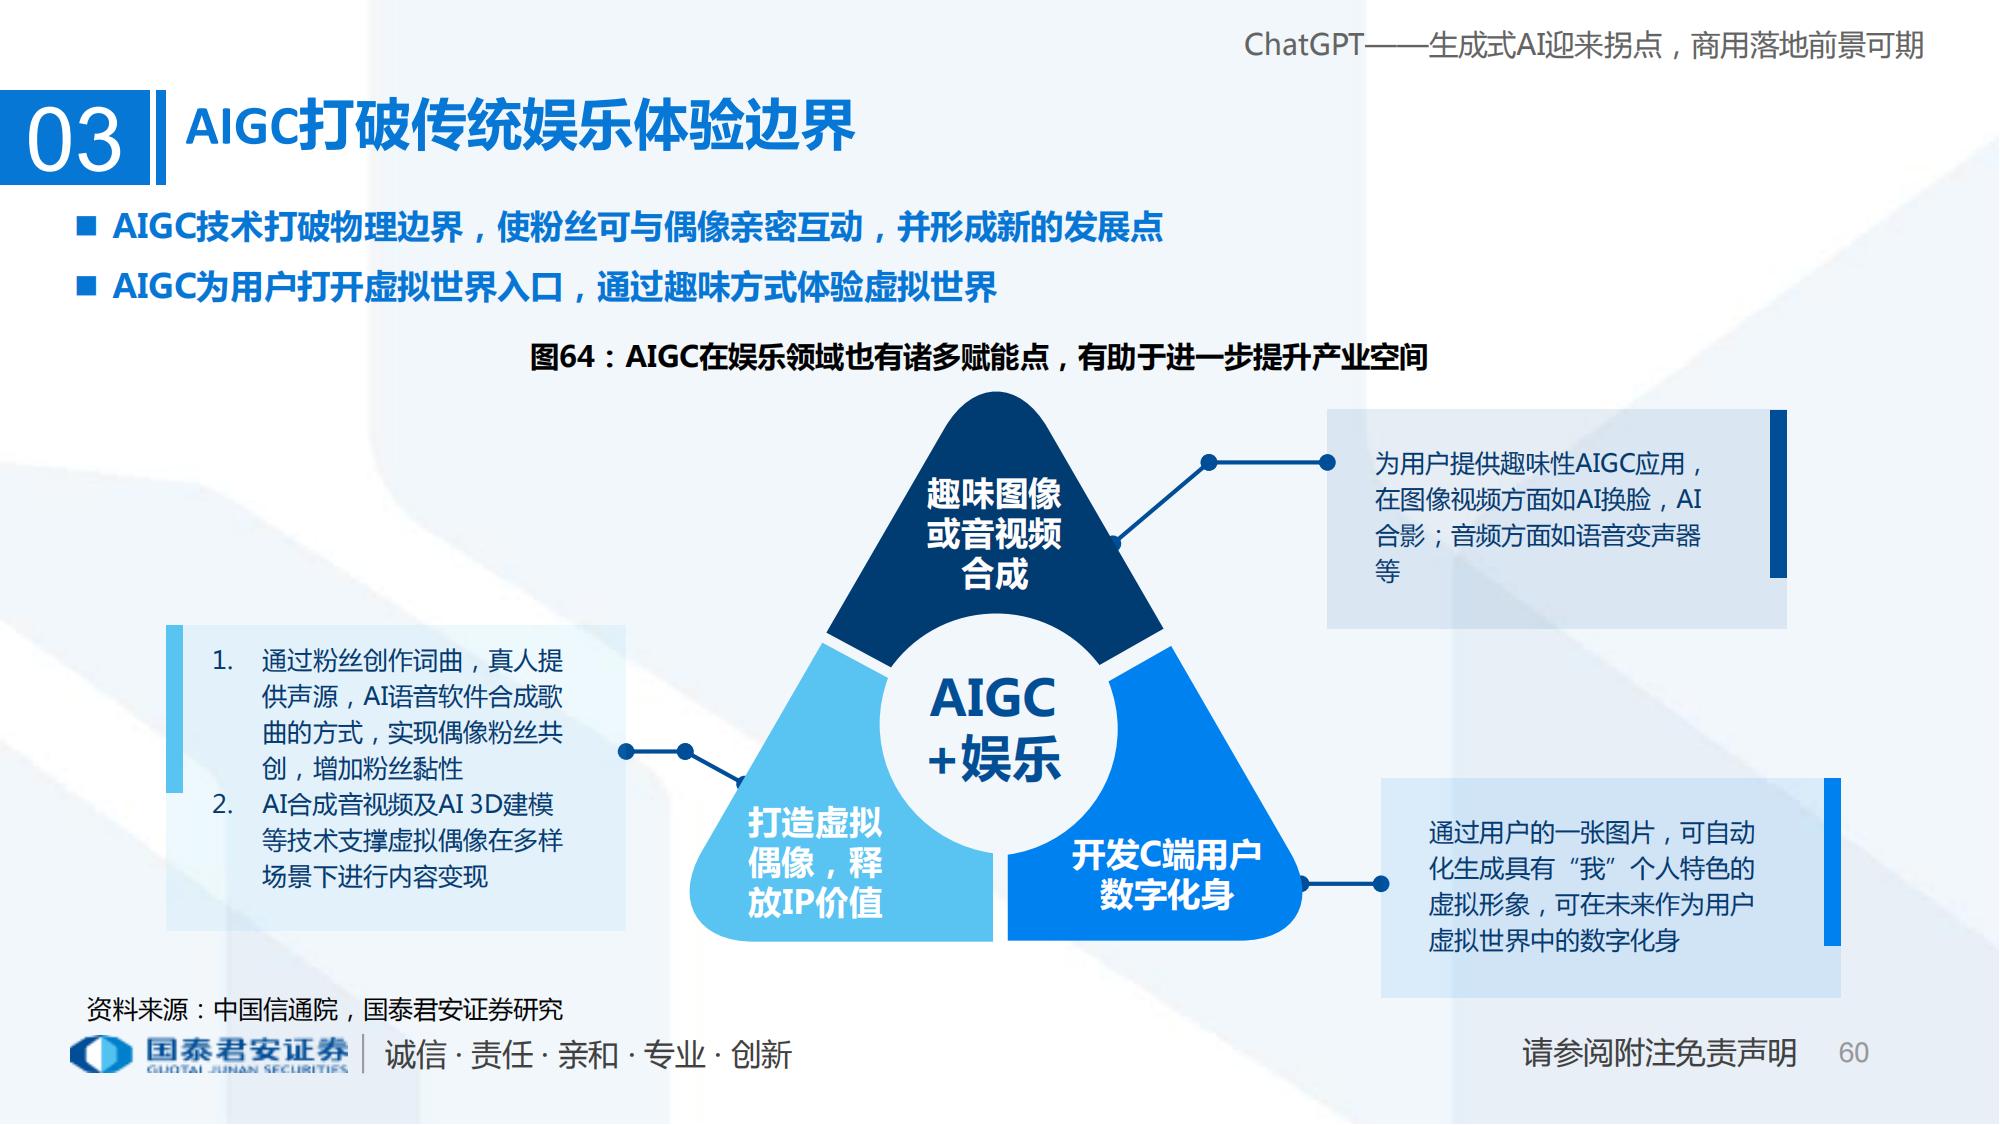 ChatGPT——生成式AI迎来拐点，商用落地前景可期
03
AIGC打破传统娱乐体验边界
■ AIGC技术打破物理边界，使粉丝可与偶像亲密互动，并形成新的发展点
■ AIGC为用户打开虚拟世界入口，通过趣味方式体验虚拟世界
图64：AIGC在娱乐领域也有诸多赋能点，有助于进一步提升产业空间
趣味图像
或音视频
合成
为用户提供趣味性AIGC应用，
在图像视频方面如AI换脸，AI
合影；音频方面如语音变声器
等
1. 通过粉丝创作词曲，真人提
供声源，AI语音软件合成歌
曲的方式，实现偶像粉丝共
创，增加粉丝黏性
2. AI合成音视频及AI 3D建模
等技术支撑虚拟偶像在多样
场景下进行内容变现
AIGC
+娱乐
打造虚拟
偶像，释
放IP价值
开发C端用户
数字化身
通过用户的一张图片，可自动
化生成具有“我”个人特色的
虚拟形象，可在未来作为用户
虚拟世界中的数字化身
资料来源：中国信通院，国泰君安证券研究
国泰君安证券
GUOTAI JUNAN SECURITIES
诚信 · 责任 · 亲和 · 专业 · 创新
请参阅附注免责声明
60